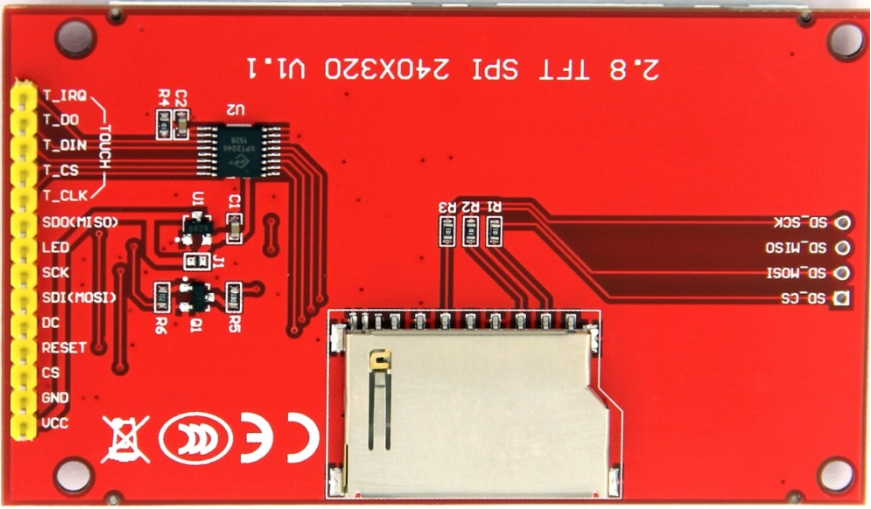 2.8 TFT SPI 240X320 V1.1
T_IRQ
T_DO
T_DIN
T_CS
T_CLK
TOUCH
SDO(MISO)
LED
SCK
SDI(MOSI)
DC
RESET
CS
GND
VCC
R4
C2
U2
XPT2046
U1
C1
J1
R6
Q1
R5
R3
R2
R1
SD_SCK
SD_MISO
SD_MOSI
SD_CS
CCC
CE